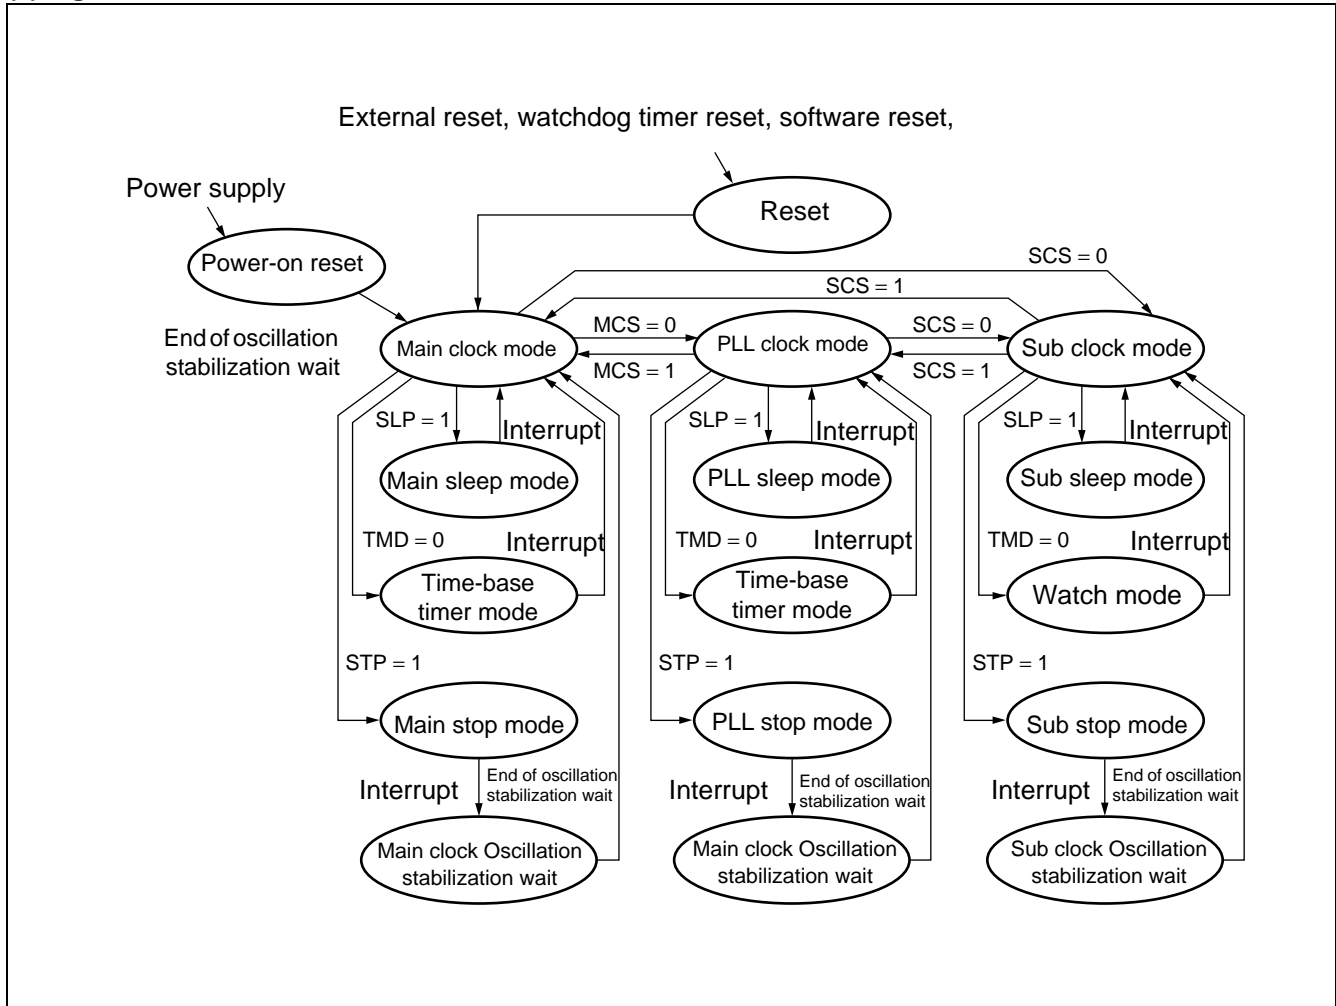 External reset, watchdog timer reset, software reset,
Power supply
Reset
Power-on reset
SCS = 0
SCS = 1
End of oscillation
stabilization wait
Main clock mode
MCS = 0
MCS = 1
PLL clock mode
SCS = 0
SCS = 1
Sub clock mode
SLP = 1
Interrupt
SLP = 1
Interrupt
SLP = 1
Interrupt
Main sleep mode
PLL sleep mode
Sub sleep mode
TMD = 0
Interrupt
TMD = 0
Interrupt
TMD = 0
Interrupt
Time-base
timer mode
Time-base
timer mode
Watch mode
STP = 1
STP = 1
STP = 1
Main stop mode
PLL stop mode
Sub stop mode
Interrupt
End of oscillation
stabilization wait
Interrupt
End of oscillation
stabilization wait
Interrupt
End of oscillation
stabilization wait
Main clock Oscillation
stabilization wait
Main clock Oscillation
stabilization wait
Sub clock Oscillation
stabilization wait